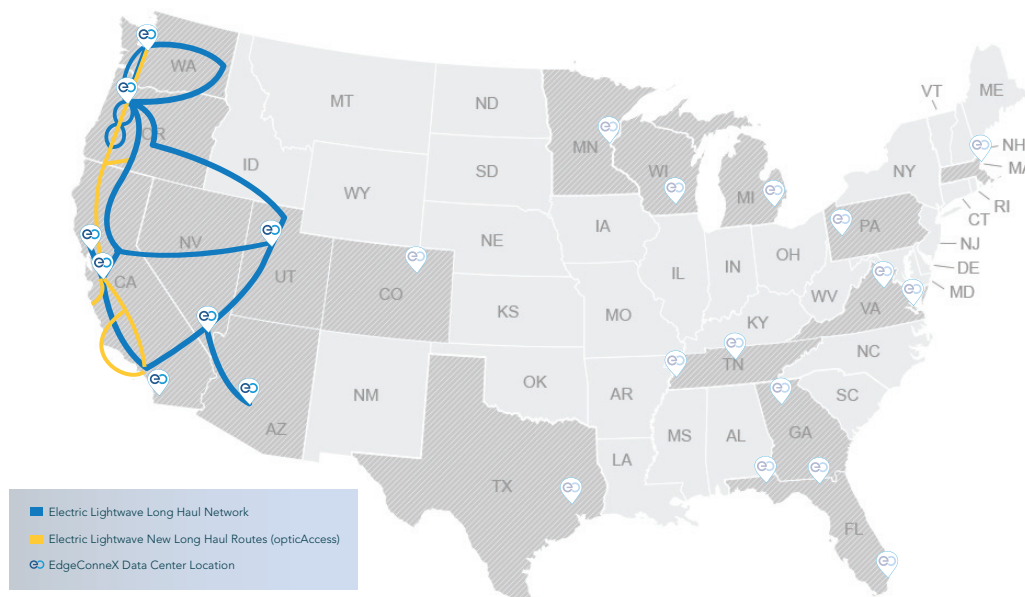 WA
MT
ND
MN
VT
ME
OR
ID
SD
WI
MI
NY
NH
MA
WY
IA
PA
RI
CT
NV
NE
IL
IN
OH
NJ
UT
CO
DE
CA
KS
MO
WV
VA
MD
KY
AZ
NM
OK
AR
TN
NC
SC
MS
AL
GA
LA
TX
FL
Electric Lightwave Long Haul Network
Electric Lightwave New Long Haul Routes (opticAccess)
EdgeConneX Data Center Location